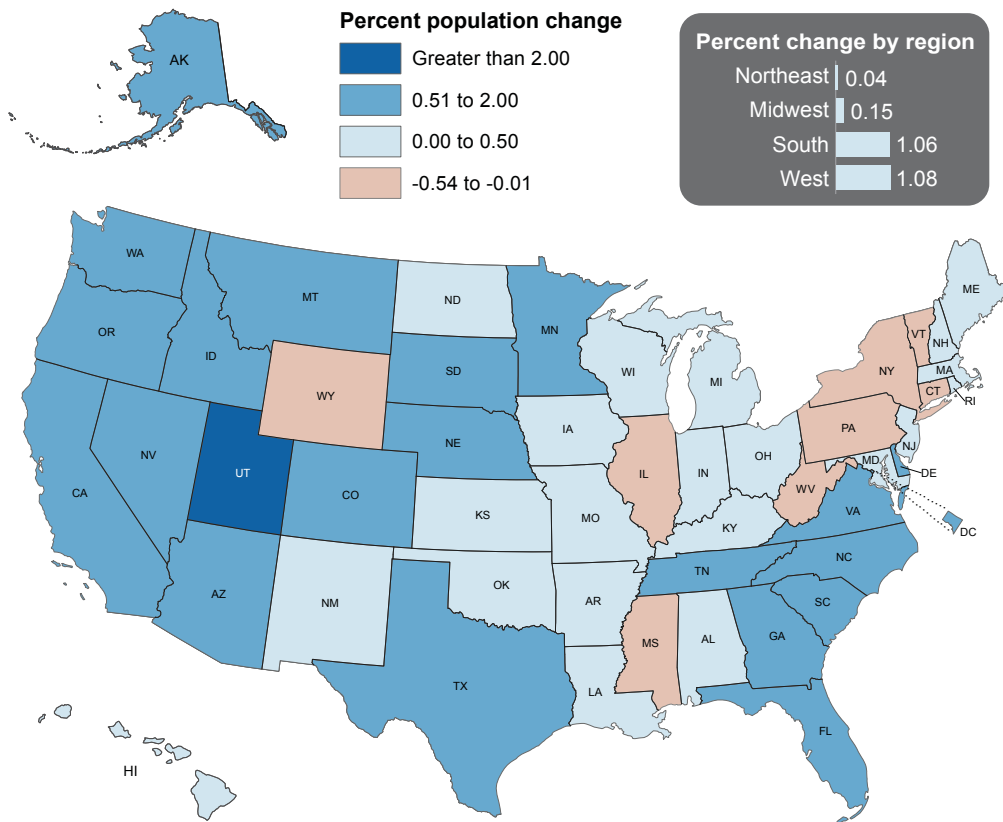 Percent population change
Greater than 2.00
0.51 to 2.00
0.00 to 0.50
-0.54 to -0.01
Percent change by region
Northeast 0.04
Midwest 0.15
South 1.06
West 1.08
AK
WA
MT
ND
MN
ME
OR
ID
SD
WI
MI
VT
NH
NY
MA
CT
RI
WY
NE
IA
PA
NJ
NV
UT
CO
IL
IN
OH
MD
DE
CA
KS
MO
WV
VA
KY
DC
AZ
NM
OK
AR
TN
NC
SC
TX
LA
MS
AL
GA
FL
HI